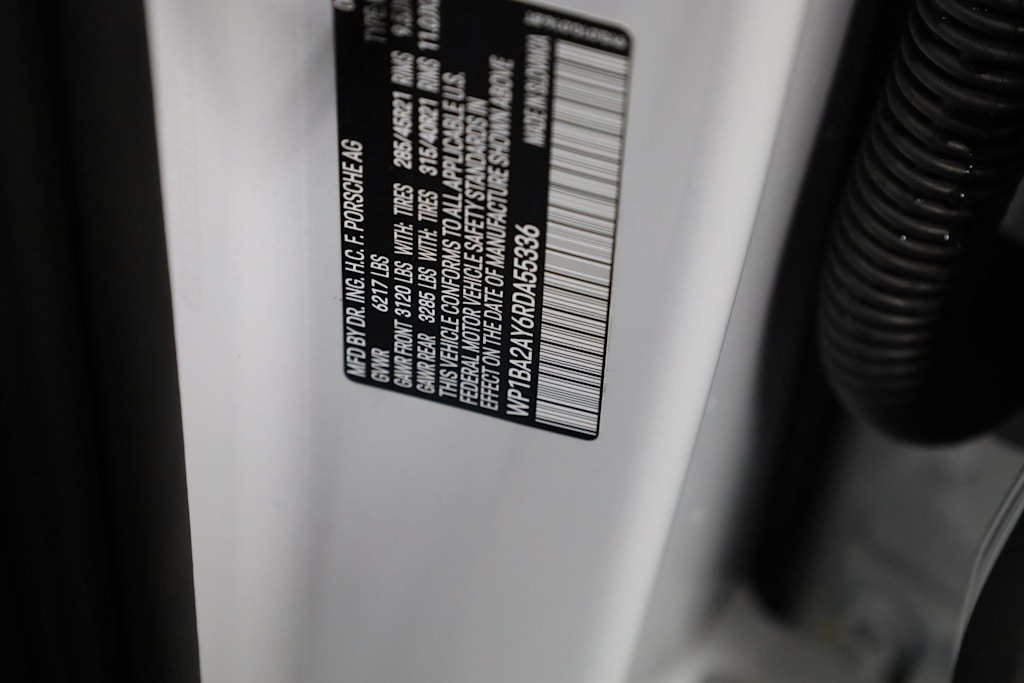 MFD BY DR. ING. H.C. F. PORSCHE AG
GVWR 6217 LBS
GAWR FRONT 3120 LBS WITH: TIRES 285/45R21 RIMS
GAWR REAR 3285 LBS WITH: TIRES 315/40R21 RIMS
THIS VEHICLE CONFORMS TO ALL APPLICABLE U.S.
FEDERAL MOTOR VEHICLE SAFETY STANDARDS IN
EFFECT ON THE DATE OF MANUFACTURE SHOWN ABOVE
WP1BA2AY6RDA55336 MADE IN SLOVAKIA